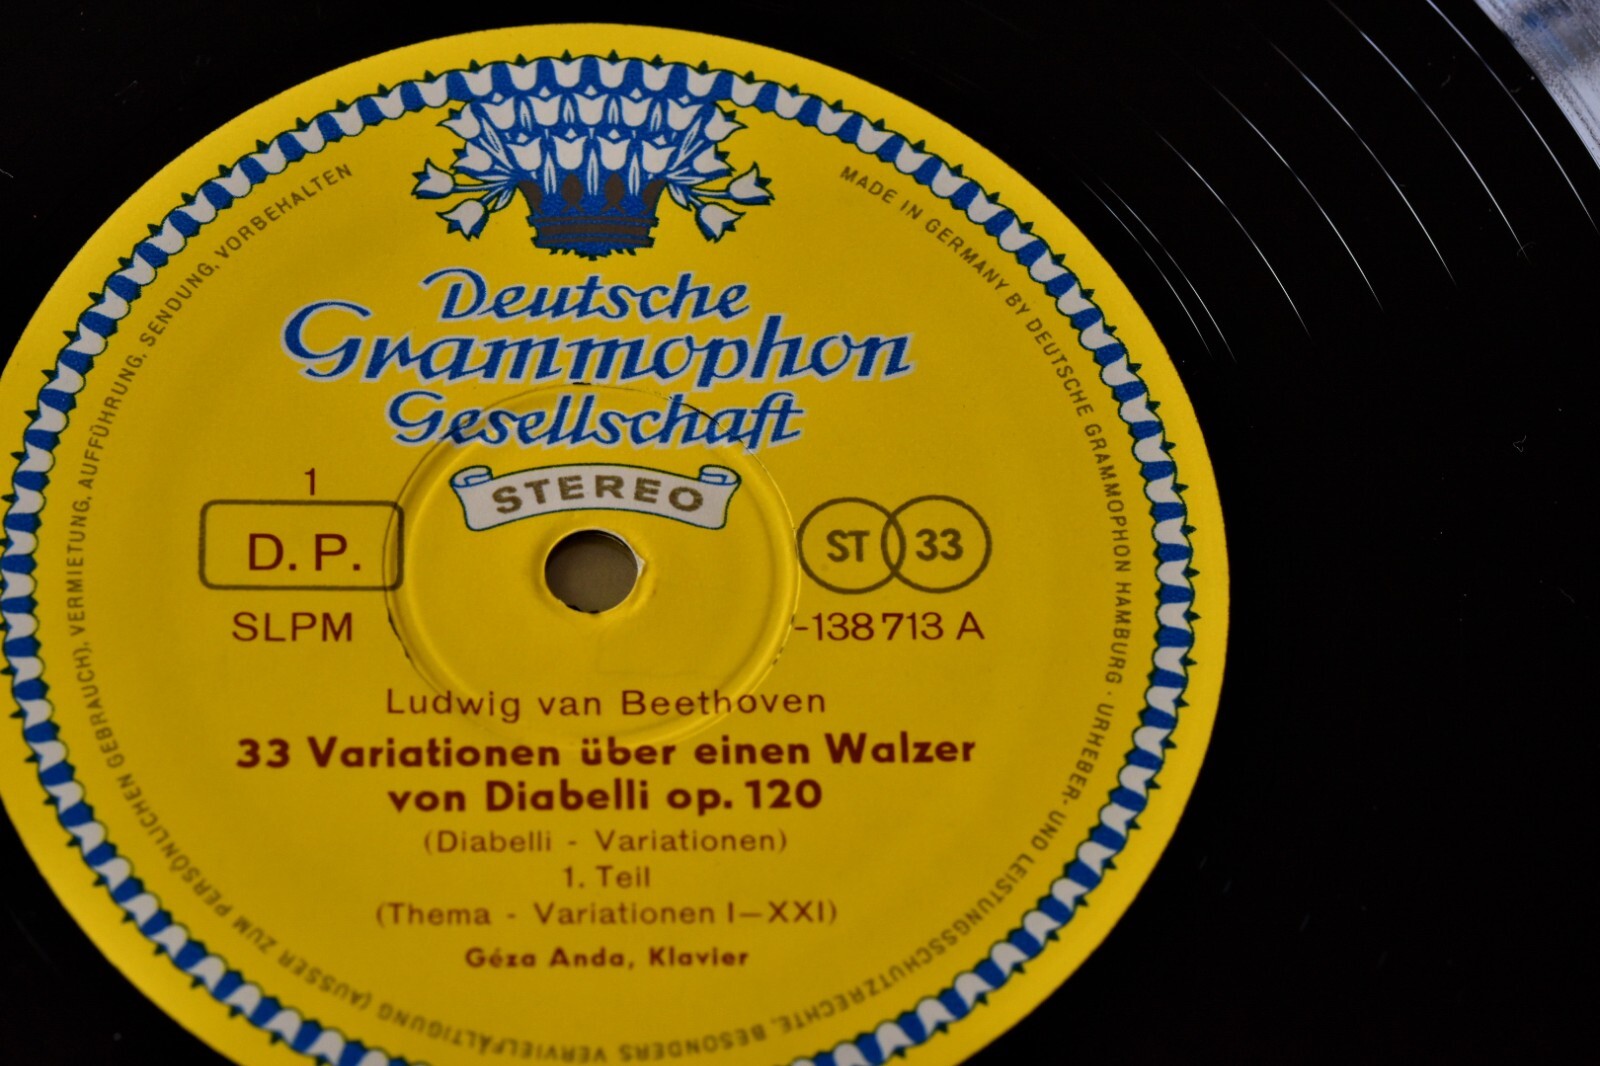 Deutsche
Grammophon
Gesellschaft
STEREO
1
D. P.
ST 33
SLPM -138 713 A
Ludwig van Beethoven
33 Variationen über einen Walzer
von Diabelli op. 120
(Diabelli - Variationen)
1. Teil
(Thema - Variationen I—XXI)
Géza Anda, Klavier
MADE IN GERMANY BY DEUTSCHE GRAMMOPHON HAMBURG · URHEBER- UND LEISTUNGSSCHUTZRECHTE, BESONDERS VERVIELFÄLTIGUNG (AUSSER ZUM PERSÖNLICHEN GEBRAUCH), VERMIETUNG, AUFFÜHRUNG, SENDUNG, VORBEHALTEN